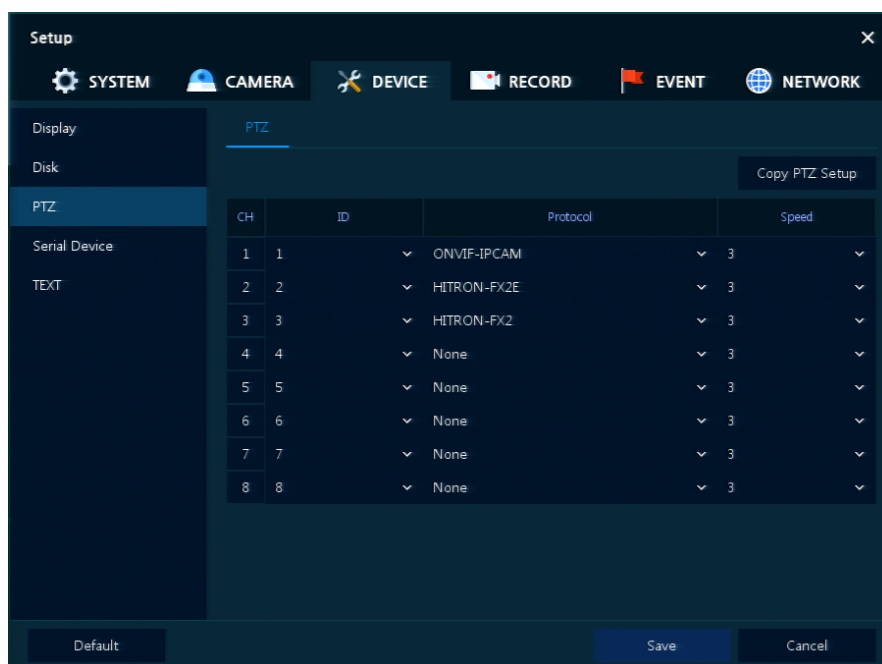 Setup
SYSTEM CAMERA DEVICE RECORD EVENT NETWORK
Display
PTZ
Disk
Copy PTZ Setup
PTZ
CH ID Protocol Speed
Serial Device
1 1 ONVIF-IPCAM 3
TEXT
2 2 HITRON-FX2E 3
3 3 HITRON-FX2 3
4 4 None 3
5 5 None 3
6 6 None 3
7 7 None 3
8 8 None 3
Default Save Cancel